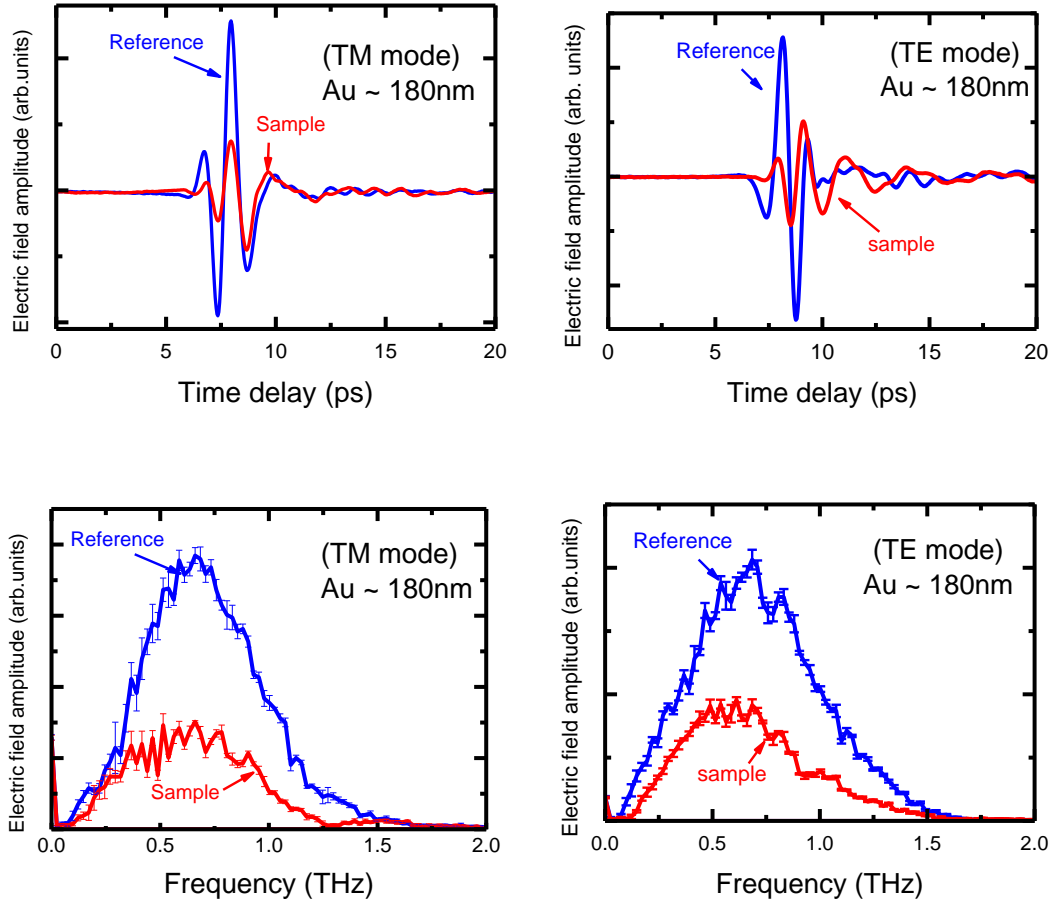 Electric field amplitude (arb.units)
Reference
(TM mode)
Au ~ 180nm
Sample
0
5
10
15
20
Time delay (ps)
Electric field amplitude (arb. units)
Reference
(TE mode)
Au ~ 180nm
sample
0
5
10
15
20
Time delay (ps)
Electric field amplitude (arb.units)
Reference
(TM mode)
Au ~ 180nm
Sample
0.0
0.5
1.0
1.5
2.0
Frequency (THz)
Electric field amplitude (arb.units)
Reference
(TE mode)
Au ~ 180nm
sample
0.0
0.5
1.0
1.5
2.0
Frequency (THz)